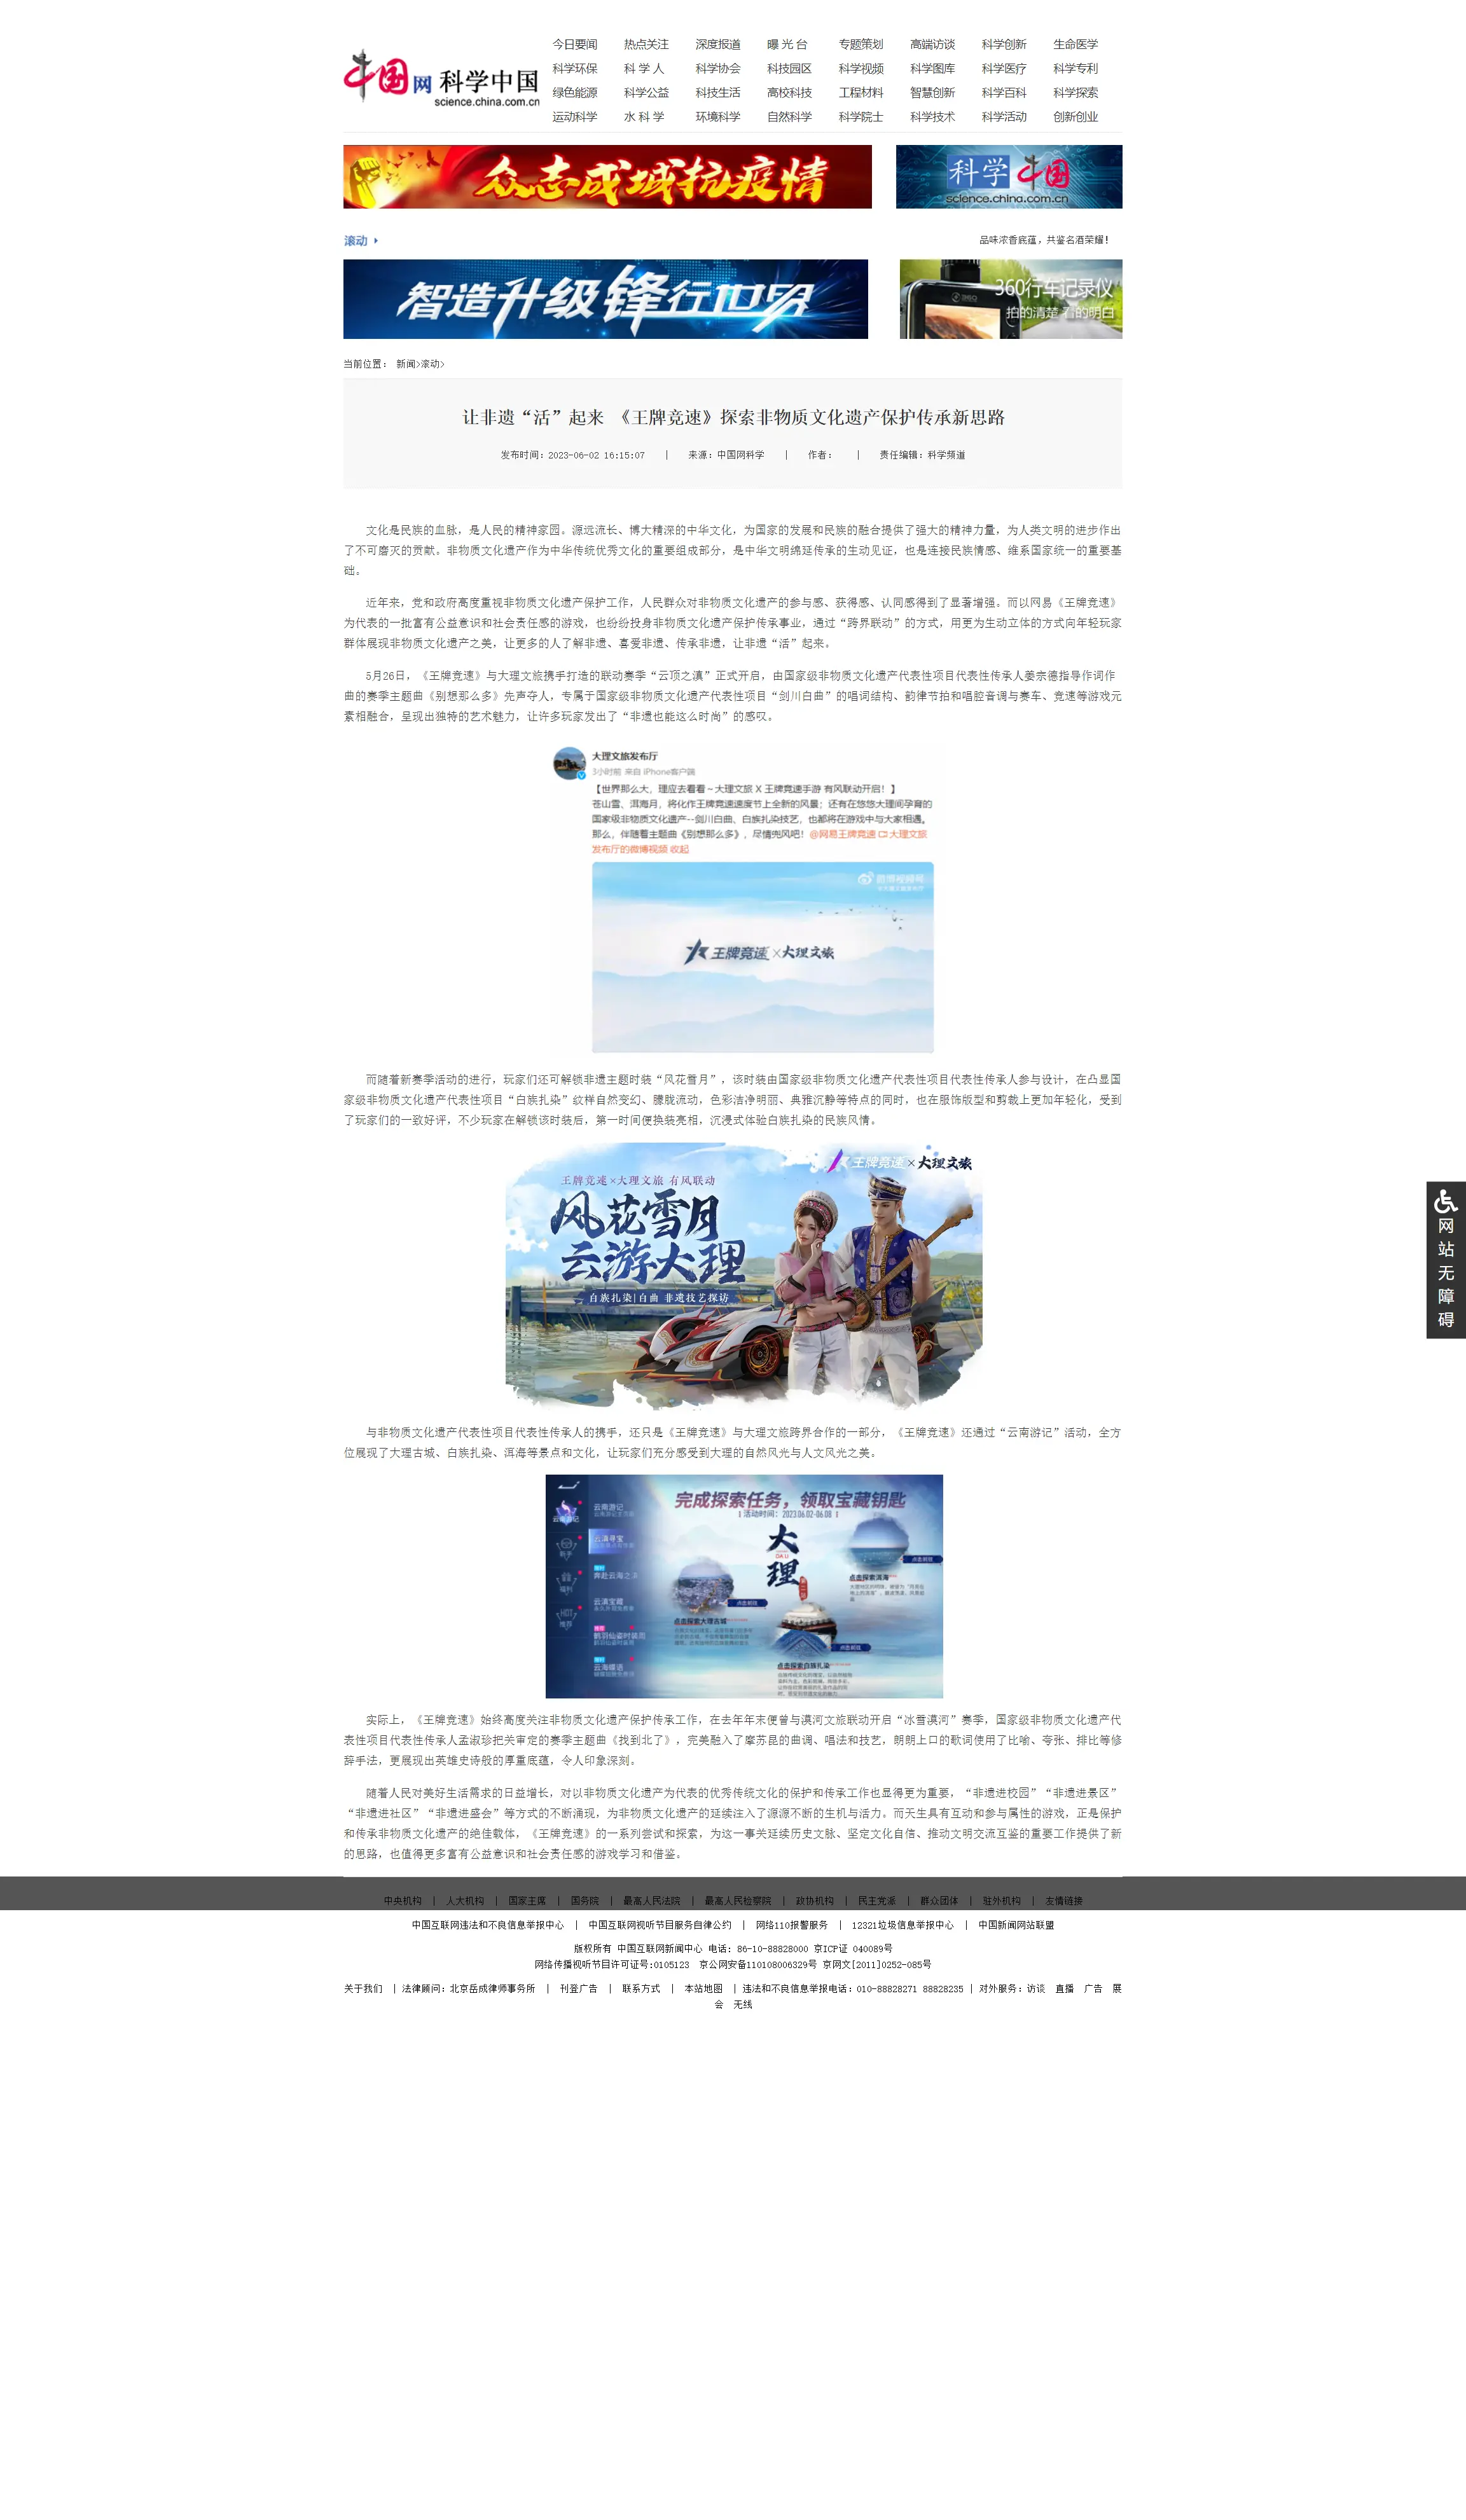 中国网 科学中国
science.china.com.cn
今日要闻 热点关注 深度报道 曝 光 台 专题策划 高端访谈 科学创新 生命医学
科学环保 科 学 人 科学协会 科技园区 科学视频 科学图库 科学医疗 科学专利
绿色能源 科学公益 科技生活 高校科技 工程材料 智慧创新 科学百科 科学探索
运动科学 水 科 学 环境科学 自然科学 科学院士 科学技术 科学活动 创新创业
众志成城抗疫情
科学中国
science.china.com.cn
滚动
品味浓香底蕴，共鉴名酒荣耀！
智造升级 锋行
360行车记录仪
拍的清楚 看的明白
当前位置： 新闻>滚动>
让非遗“活”起来 《王牌竞速》探索非物质文化遗产保护传承新思路
发布时间：2023-06-02 16:15:07 | 来源：中国网科学 | 作者： | 责任编辑：科学频道
文化是民族的血脉，是人民的精神家园。源远流长、博大精深的中华文化，为国家的发展和民族的融合提供了强大的精神力量，为人类文明的进步作出
了不可磨灭的贡献。非物质文化遗产作为中华传统优秀文化的重要组成部分，是中华文明绵延传承的生动见证，也是连接民族情感、维系国家统一的重要基
础。
近年来，党和政府高度重视非物质文化遗产保护工作，人民群众对非物质文化遗产的参与感、获得感、认同感得到了显著增强。而以网易《王牌竞速》
为代表的一批富有公益意识和社会责任感的游戏，也纷纷投身非物质文化遗产保护传承事业，通过“跨界联动”的方式，用更为生动立体的方式向年轻玩家
群体展现非物质文化遗产之美，让更多的人了解非遗、喜爱非遗、传承非遗，让非遗“活”起来。
5月26日，《王牌竞速》与大理文旅携手打造的联动赛季“云顶之滇”正式开启，由国家级非物质文化遗产代表性项目代表性传承人姜宗德指导作词作
曲的赛季主题曲《别想那么多》先声夺人，专属于国家级非物质文化遗产代表性项目“剑川白曲”的唱词结构、韵律节拍和唱腔音调与赛车、竞速等游戏元
素相融合，呈现出独特的艺术魅力，让许多玩家发出了“非遗也能这么时尚”的感叹。
大理文旅发布厅
3小时前 来自 iPhone客户端
【世界那么大，理应去看看～大理文旅 X 王牌竞速手游 有风联动开启！】
苍山雪、洱海月，将化作王牌竞速速度节上全新的风景；还有在悠悠大理间孕育的
国家级非物质文化遗产--剑川白曲、白族扎染技艺，也都将在游戏中与大家相遇。
那么，伴随着主题曲《别想那么多》，尽情兜风吧！@网易王牌竞速 大理文旅
发布厅的微博视频 收起
微博视频号
王牌竞速×大理文旅
而随着新赛季活动的进行，玩家们还可解锁非遗主题时装“风花雪月”，该时装由国家级非物质文化遗产代表性项目代表性传承人参与设计，在凸显国
家级非物质文化遗产代表性项目“白族扎染”纹样自然变幻、朦胧流动，色彩洁净明丽、典雅沉静等特点的同时，也在服饰版型和剪裁上更加年轻化，受到
了玩家们的一致好评，不少玩家在解锁该时装后，第一时间便换装亮相，沉浸式体验白族扎染的民族风情。
王牌竞速×大理文旅
王牌竞速×大理文旅 有风联动
风花雪月
云游大理
白族扎染|白曲 非遗技艺探访
网站无障碍
与非物质文化遗产代表性项目代表性传承人的携手，还只是《王牌竞速》与大理文旅跨界合作的一部分，《王牌竞速》还通过“云南游记”活动，全方
位展现了大理古城、白族扎染、洱海等景点和文化，让玩家们充分感受到大理的自然风光与人文风光之美。
完成探索任务，领取宝藏钥匙
活动时间：2023.06.02-06.08
云南游记
云滇寻宝
奔赴云海之
云滇宝藏
鹤羽仙姿时装
云海蝶语
福利
HOT
推荐
大理
点击探索洱海
点击探索大理古城
点击探索白族扎染
点击前往
点击前往
点击前往
实际上，《王牌竞速》始终高度关注非物质文化遗产保护传承工作，在去年年末便曾与漠河文旅联动开启“冰雪漠河”赛季，国家级非物质文化遗产代
表性项目代表性传承人孟淑珍把关审定的赛季主题曲《找到北了》，完美融入了摩苏昆的曲调、唱法和技艺，朗朗上口的歌词使用了比喻、夸张、排比等修
辞手法，更展现出英雄史诗般的厚重底蕴，令人印象深刻。
随着人民对美好生活需求的日益增长，对以非物质文化遗产为代表的优秀传统文化的保护和传承工作也显得更为重要，“非遗进校园”“非遗进景区”
“非遗进社区”“非遗进盛会”等方式的不断涌现，为非物质文化遗产的延续注入了源源不断的生机与活力。而天生具有互动和参与属性的游戏，正是保护
和传承非物质文化遗产的绝佳载体，《王牌竞速》的一系列尝试和探索，为这一事关延续历史文脉、坚定文化自信、推动文明交流互鉴的重要工作提供了新
的思路，也值得更多富有公益意识和社会责任感的游戏学习和借鉴。
中央机构 | 人大机构 | 国家主席 | 国务院 | 最高人民法院 | 最高人民检察院 | 政协机构 | 民主党派 | 群众团体 | 驻外机构 | 友情链接
中国互联网违法和不良信息举报中心 | 中国互联网视听节目服务自律公约 | 网络110报警服务 | 12321垃圾信息举报中心 | 中国新闻网站联盟
版权所有 中国互联网新闻中心 电话: 86-10-88828000 京ICP证 040089号
网络传播视听节目许可证号:0105123 京公网安备110108006329号 京网文[2011]0252-085号
关于我们 | 法律顾问：北京岳成律师事务所 | 刊登广告 | 联系方式 | 本站地图 | 违法和不良信息举报电话：010-88828271 88828235 | 对外服务：访谈 直播 广告 展
会 无线